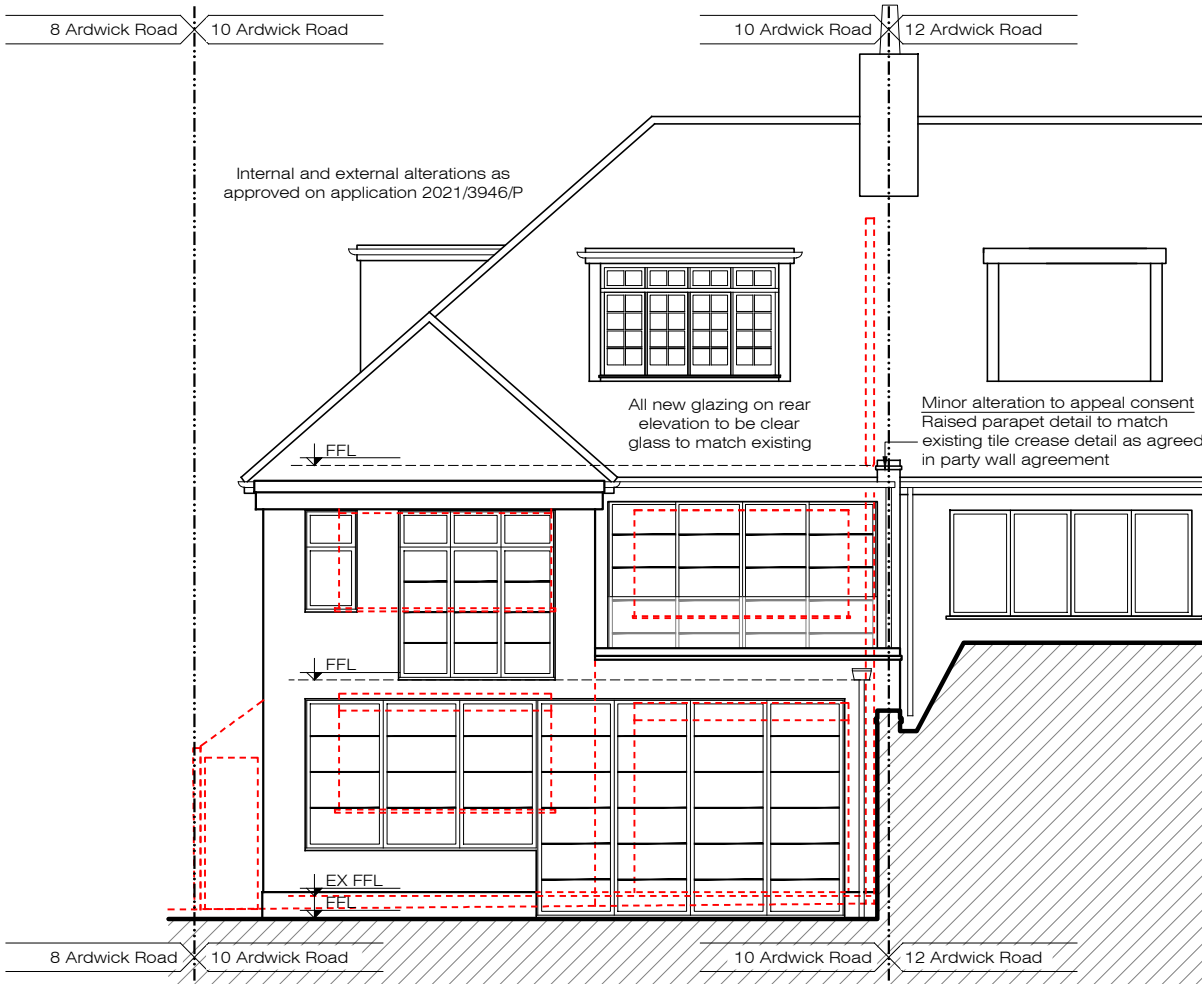 8 Ardwick Road
10 Ardwick Road
10 Ardwick Road
12 Ardwick Road
Internal and external alterations as
approved on application 2021/3946/P
All new glazing on rear
elevation to be clear
glass to match existing
Minor alteration to appeal consent
Raised parapet detail to match
existing tile crease detail as agreed
in party wall agreement
FFL
FFL
EX FFL
FFL
8 Ardwick Road
10 Ardwick Road
10 Ardwick Road
12 Ardwick Road